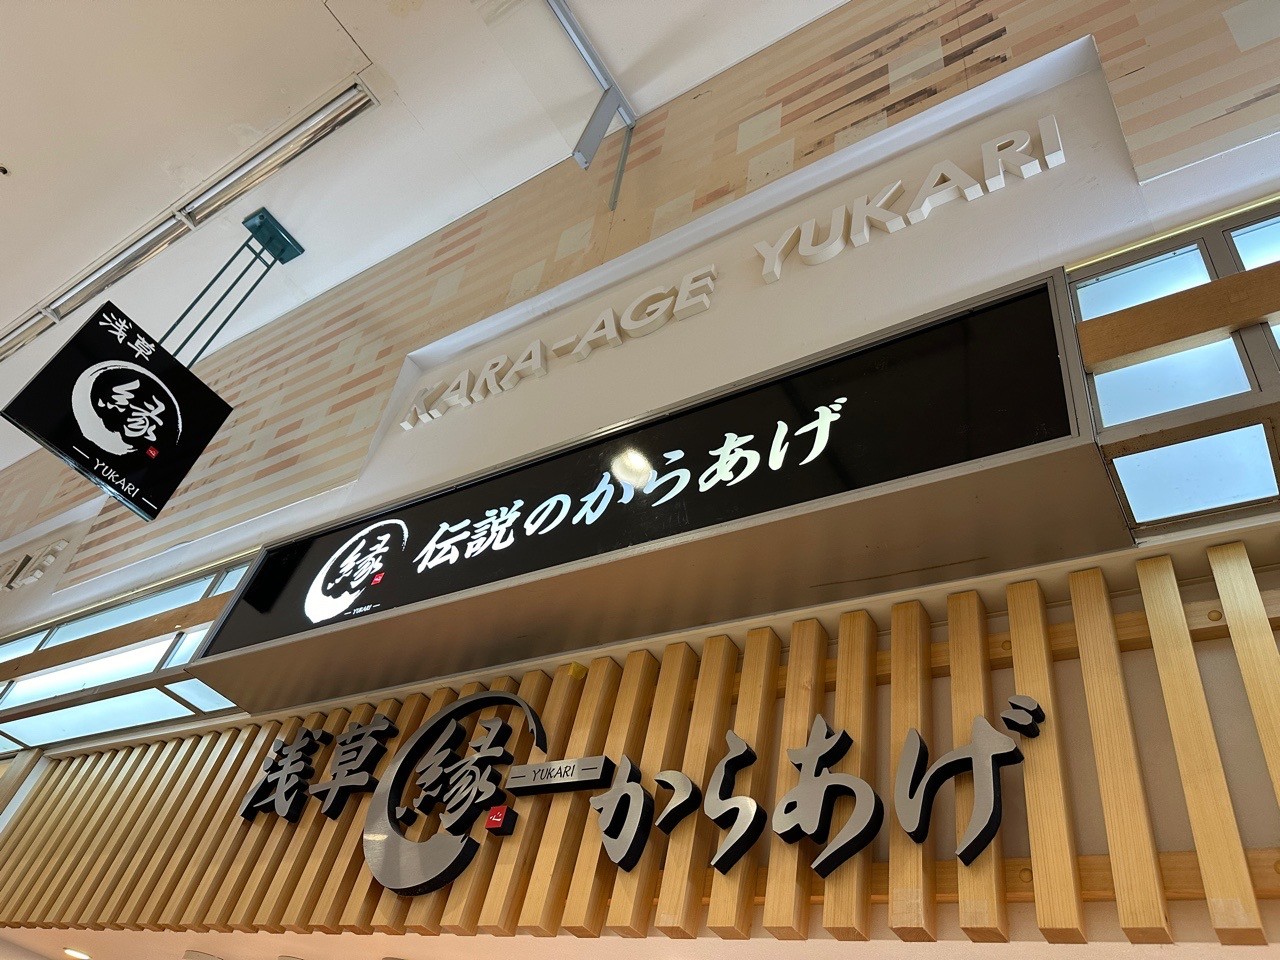 KARA-AGE YUKARI
浅草
縁
YUKARI
縁 伝説のからあげ
YUKARI
浅草 縁 YUKARI からあげ
心